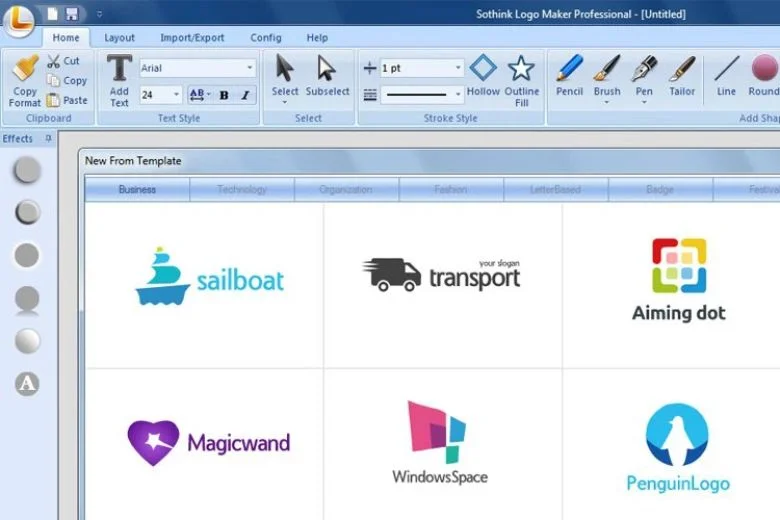 Sothink Logo Maker Professional - [Untitled]
Home Layout Import/Export Config Help
Cut
Copy
Paste
Copy Format
Clipboard
Add Text
Arial
24 AB B I
Text Style
Select Subselect
Select
1 pt
Hollow Outline Fill
Stroke Style
Pencil Brush Pen Tailor Line Round
Add Shap
Effects
A
New From Template
Business Technology Organization Fashion LetterBased Badge Festiva
sailboat
your slogan
transport
Aiming dot
Magicwand
WindowsSpace
PenguinLogo